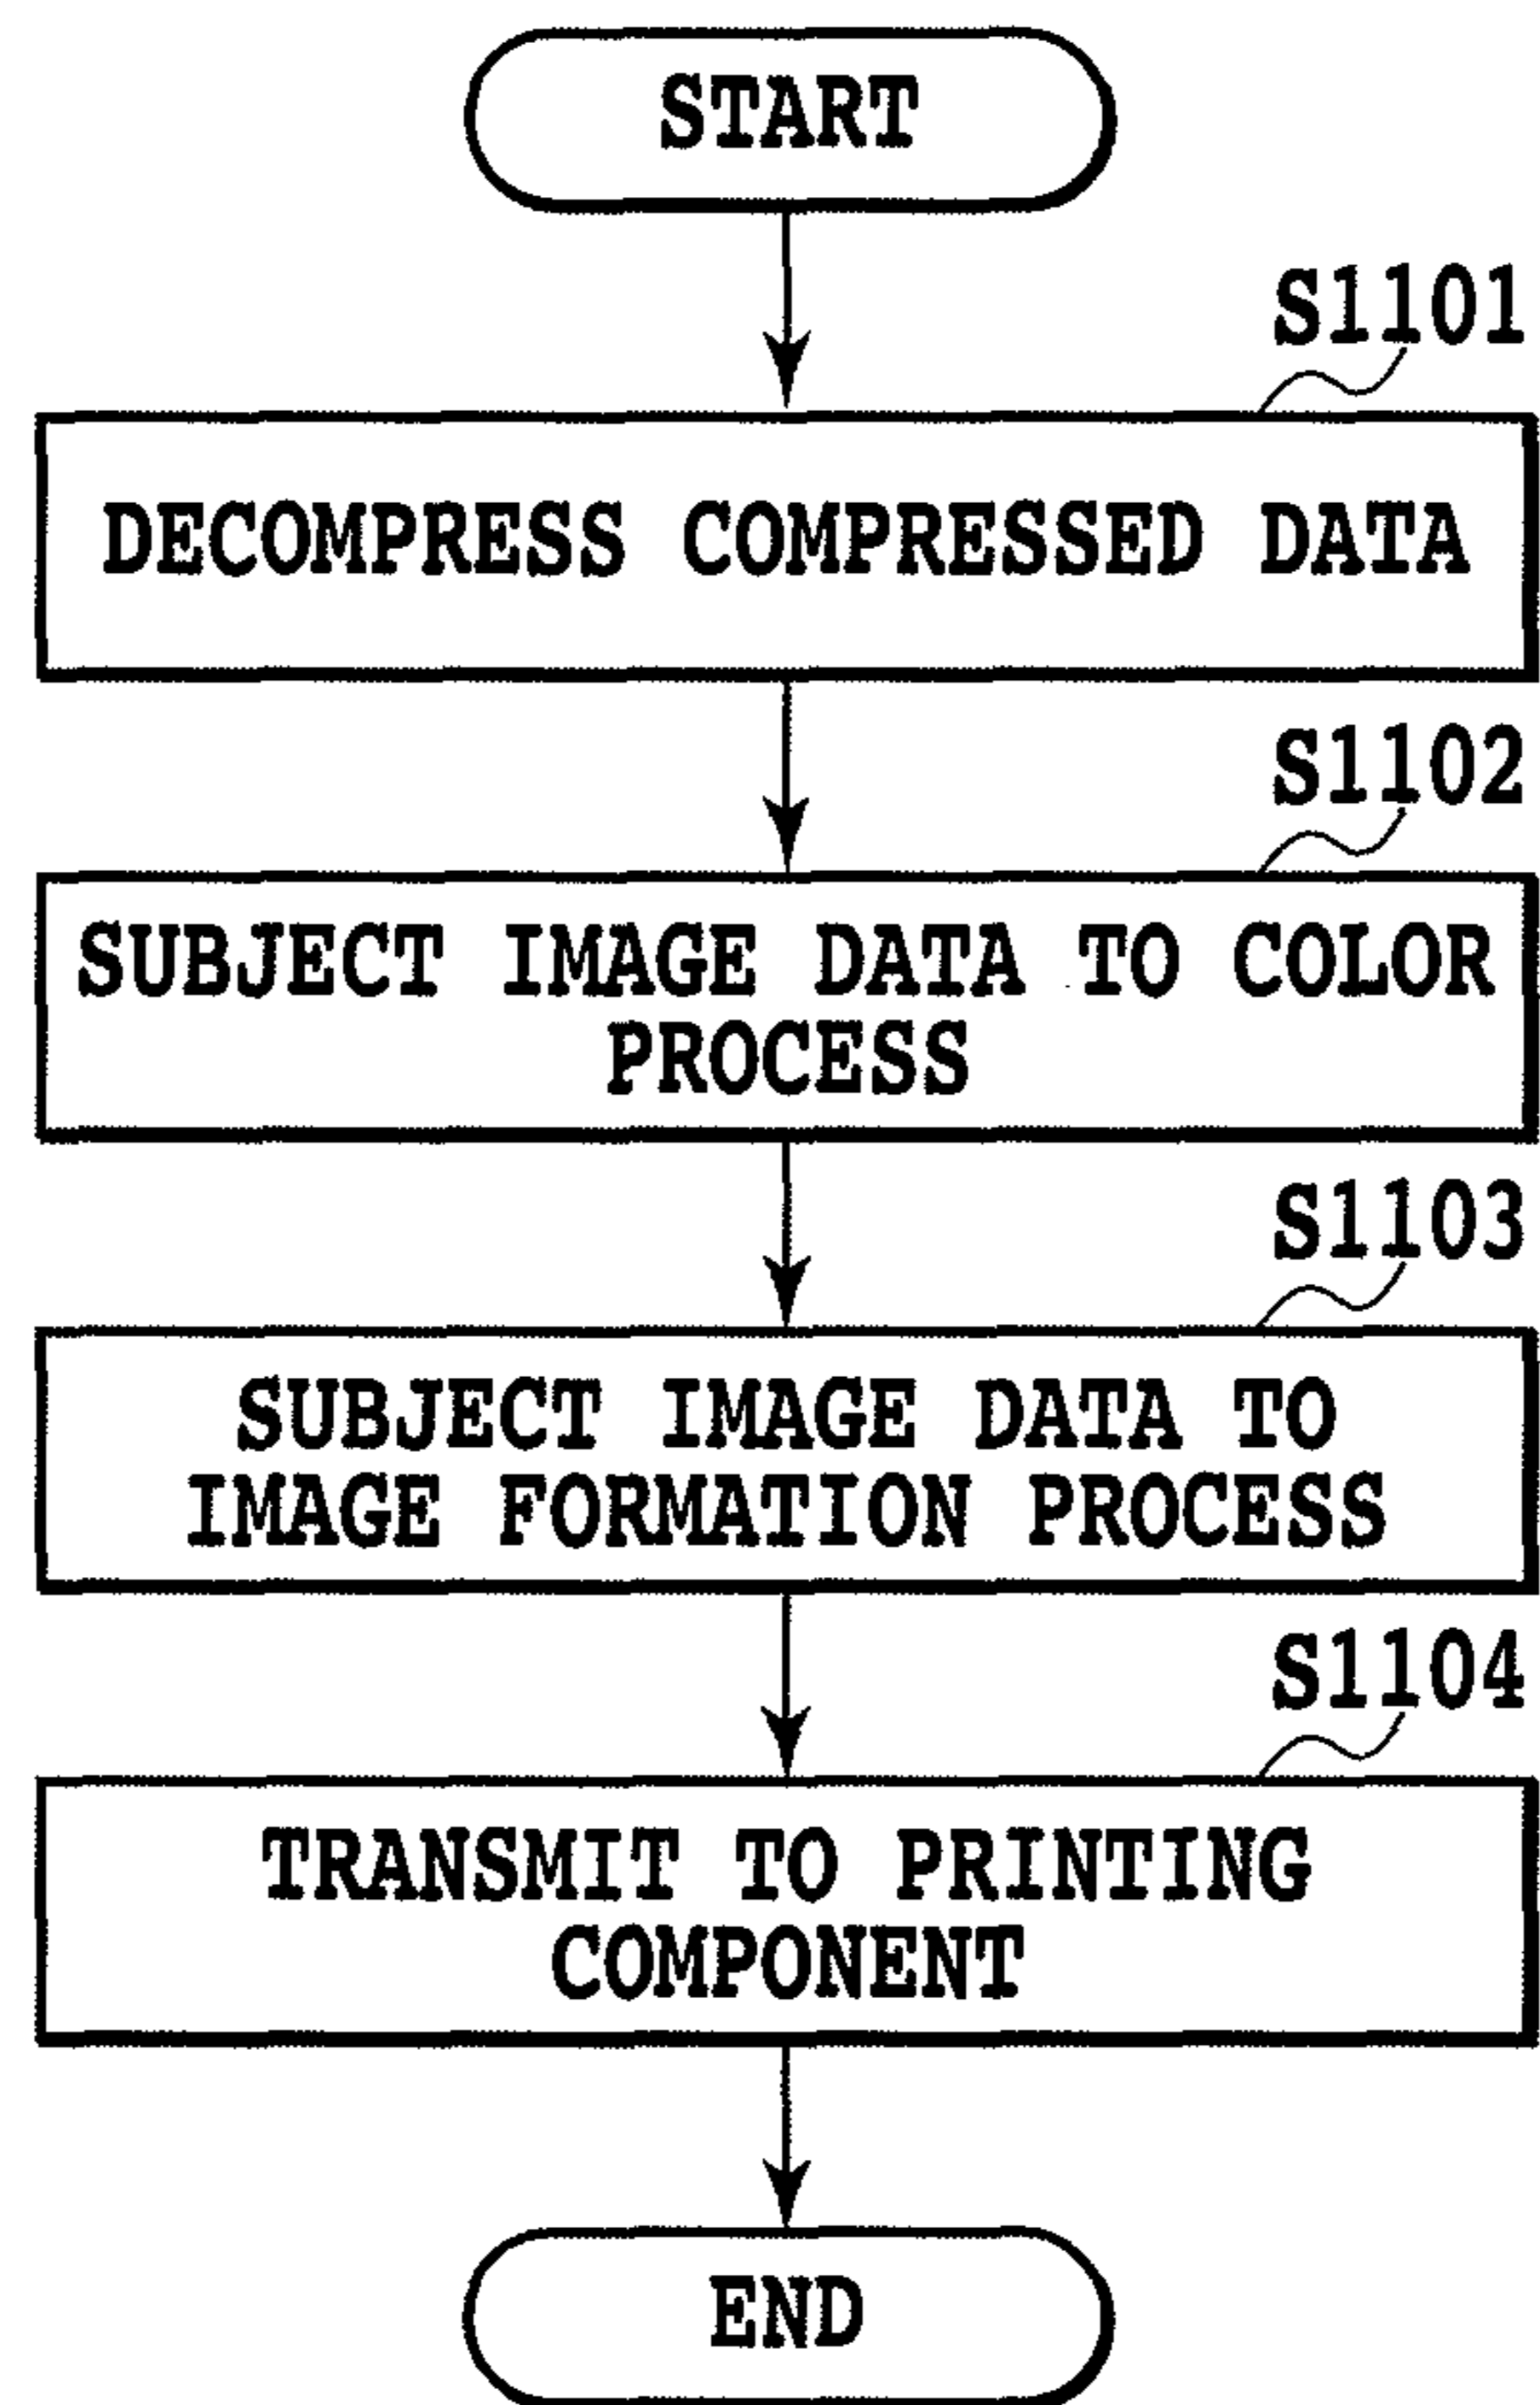 START
S1101
DECOMPRESS COMPRESSED DATA
S1102
SUBJECT IMAGE DATA TO COLOR
PROCESS
S1103
SUBJECT IMAGE DATA TO
IMAGE FORMATION PROCESS
S1104
TRANSMIT TO PRINTING
COMPONENT
END